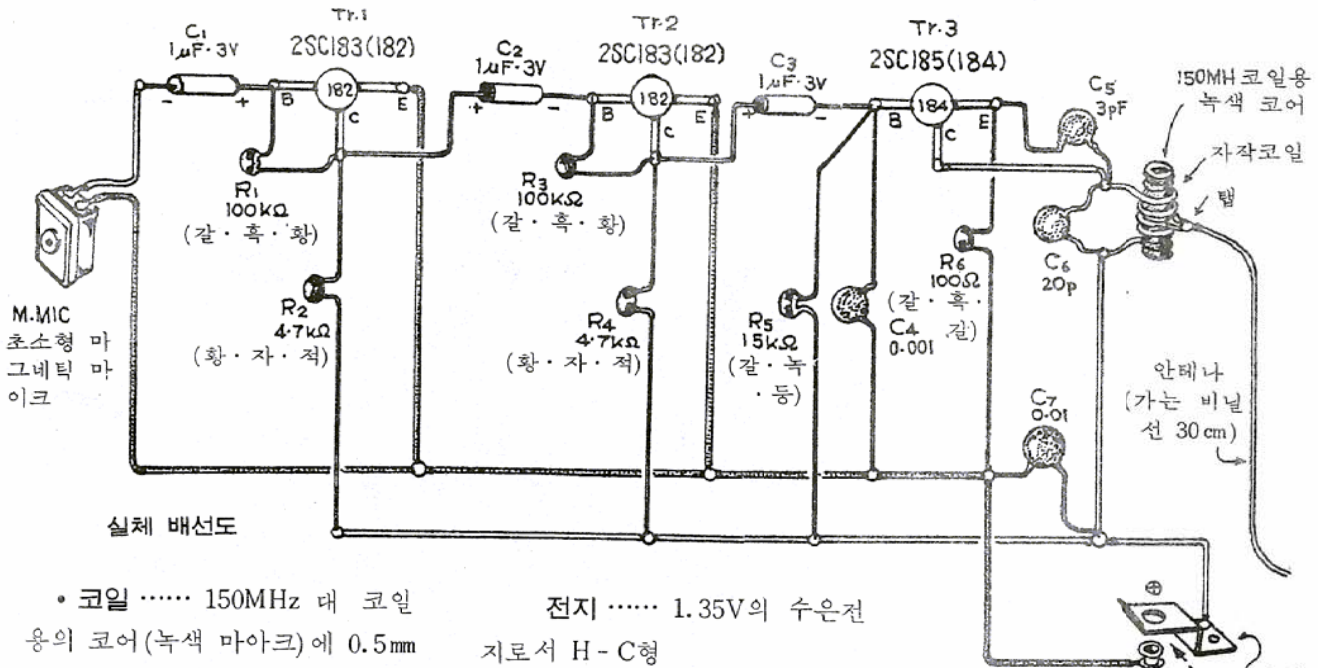 Tr.1
2SC183(182)
C1
1μF·3V
- +
B 182 E
C
R1
100kΩ
(갈·흑·황)
R2
4.7kΩ
(황·자·적)
M.MIC
초소형 마
그네틱 마
이크
Tr.2
2SC183(182)
C2
1μF·3V
+ -
B 182 E
C
R3
100kΩ
(갈·흑·황)
R4
4.7kΩ
(황·자·적)
Tr.3
2SC185(184)
C3
1μF·3V
+ -
B 184 E
C
R5
15kΩ
(갈·녹
·등)
C4
0.001
R6
100Ω
(갈·흑·
갈)
C5
3pF
C6
20p
C7
0.01
150MH 코일용
녹색 코어
자작코일
탭
안테나
(가는 비닐
선 30cm)
⊕
실체 배선도
• 코일 …… 150MHz 대 코일
용의 코어(녹색 마아크)에 0.5mm
전지 …… 1.35V의 수은전
지로서 H-C형